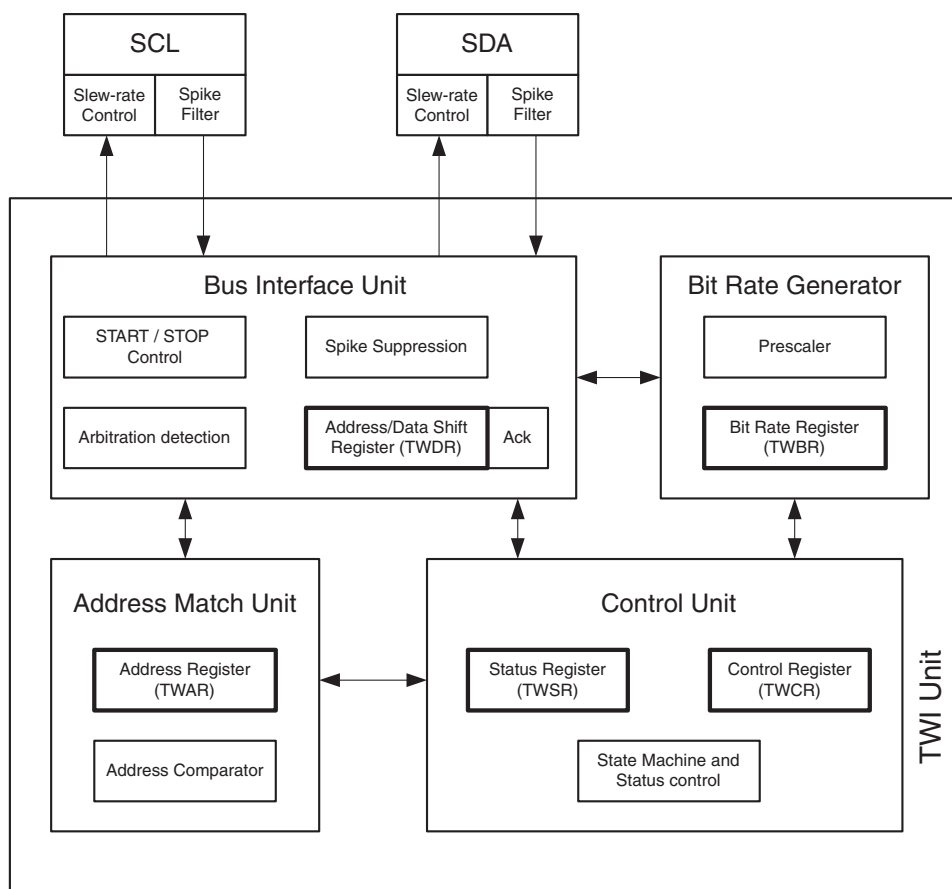 SCL
Slew-rate
Control
Spike
Filter
SDA
Slew-rate
Control
Spike
Filter
Bus Interface Unit
START / STOP
Control
Spike Suppression
Arbitration detection
Address/Data Shift
Register (TWDR)
Ack
Bit Rate Generator
Prescaler
Bit Rate Register
(TWBR)
Address Match Unit
Address Register
(TWAR)
Address Comparator
Control Unit
Status Register
(TWSR)
Control Register
(TWCR)
State Machine and
Status control
TWI Unit